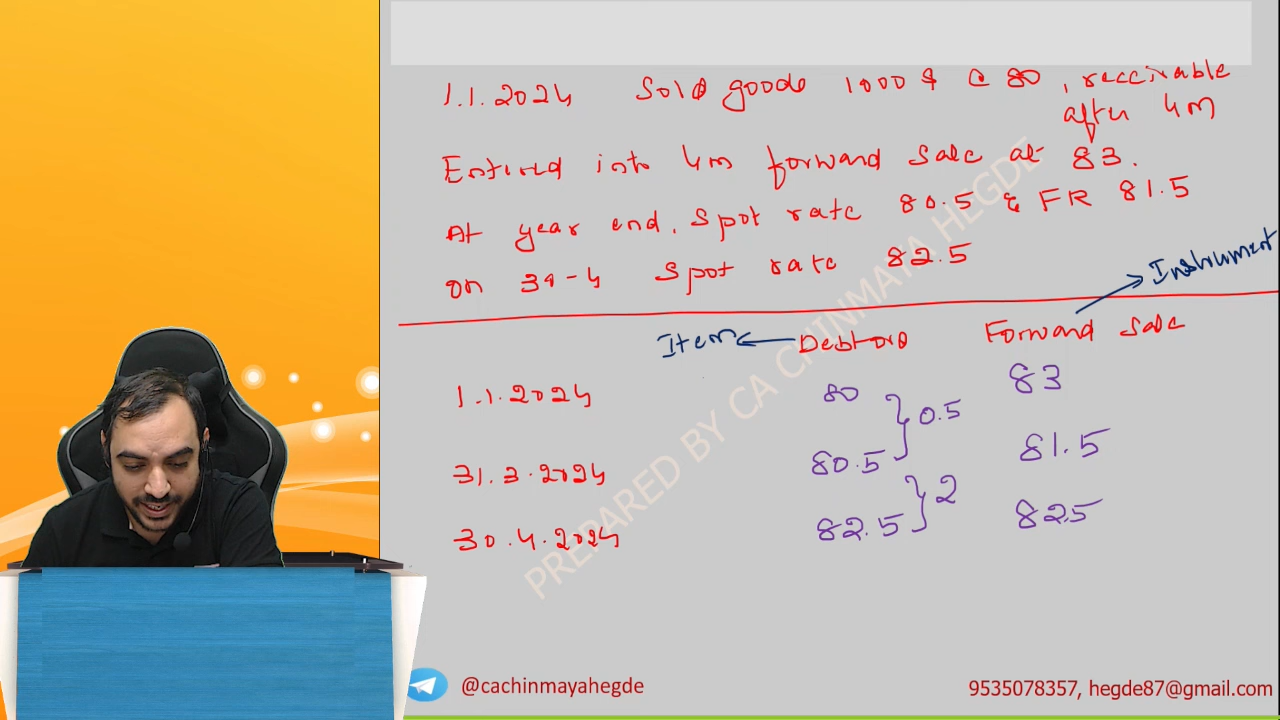 1.1.2024 Sold goods 1000 $ @ 80, receivable
after 4m
Entered into 4m forward sale at 83.
At year end, spot rate 80.5 & FR 81.5
on 30-4 spot rate 82.5
Instrument
Item Debtors Forward Sale
1.1.2024 80 83
0.5
31.3.2024 80.5 81.5
2
30.4.2024 82.5 82.5
PREPARED BY CA CHINMAYA HEGDE
@cachinmayahegde
9535078357, hegde87@gmail.com